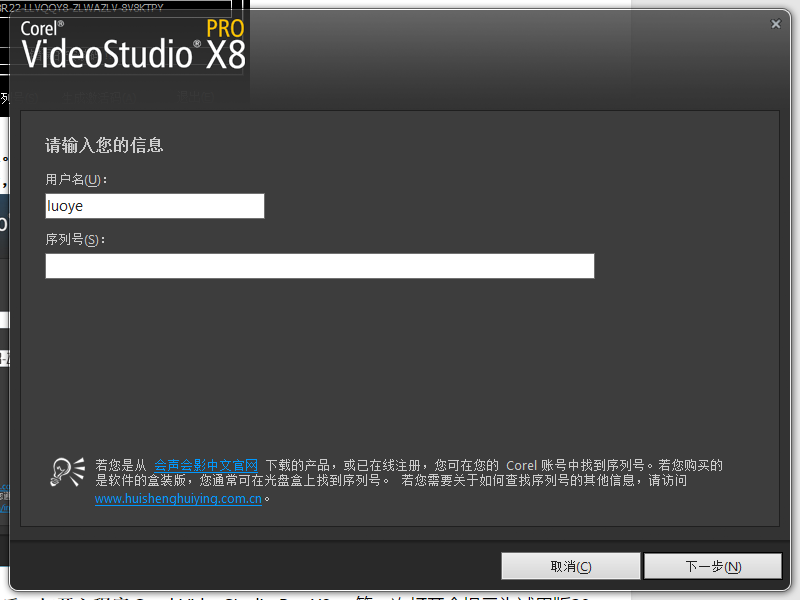 R22-LLVQQY8-ZLWAZLV-8V8KTPY
Corel® PRO
VideoStudio® X8
请输入您的信息
用户名(U):
luoye
序列号(S):
若您是从 会声会影中文官网 下载的产品，或已在线注册，您可在您的 Corel 账号中找到序列号。若您购买的
是软件的盒装版，您通常可在光盘盒上找到序列号。 若您需要关于如何查找序列号的其他信息，请访问
www.huishenghuiying.com.cn。
取消(C) 下一步(N)